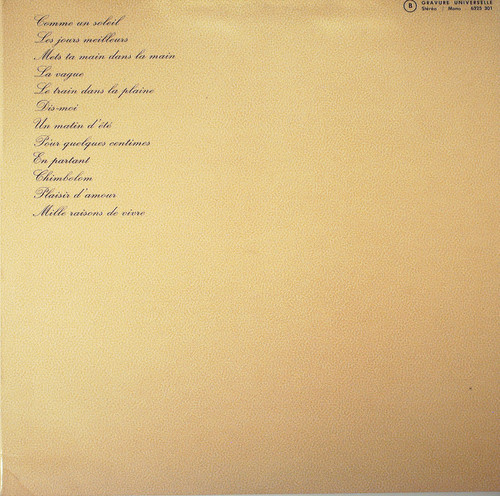 B GRAVURE UNIVERSELLE
Stéréo / Mono 6325 301
Comme un soleil
Les jours meilleurs
Mets ta main dans la main
La vague
Le train dans la plaine
Dis-moi
Un matin d'été
Pour quelques centimes
En partant
Chimbolom
Plaisir d'amour
Mille raisons de vivre